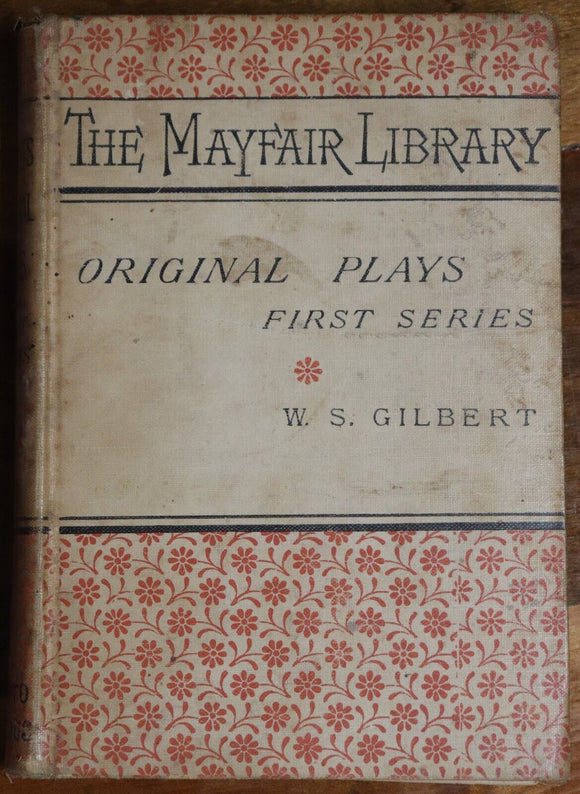 THE MAYFAIR LIBRARY
ORIGINAL PLAYS
FIRST SERIES
W. S. GILBERT